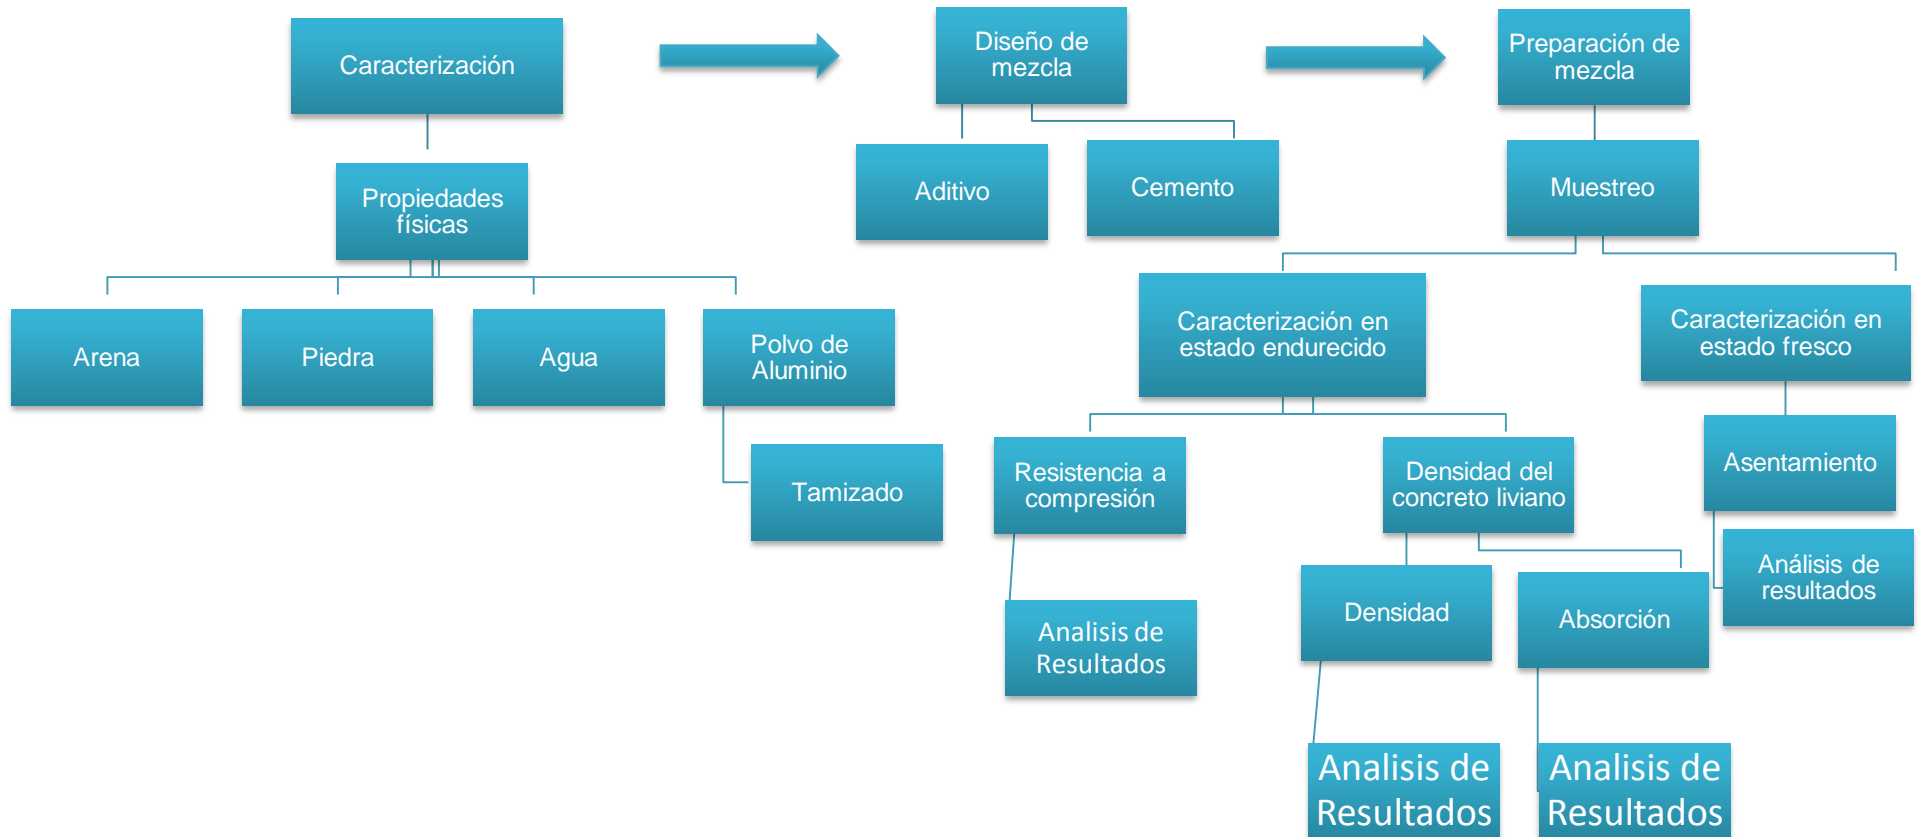 Caracterización
Diseño de
mezcla
Preparación de
mezcla
Propiedades
físicas
Aditivo
Cemento
Muestreo
Arena
Piedra
Agua
Polvo de
Aluminio
Tamizado
Caracterización en
estado endurecido
Caracterización en
estado fresco
Resistencia a
compresión
Densidad del
concreto liviano
Asentamiento
Análisis de
resultados
Analisis de
Resultados
Densidad
Absorción
Analisis de
Resultados
Analisis de
Resultados